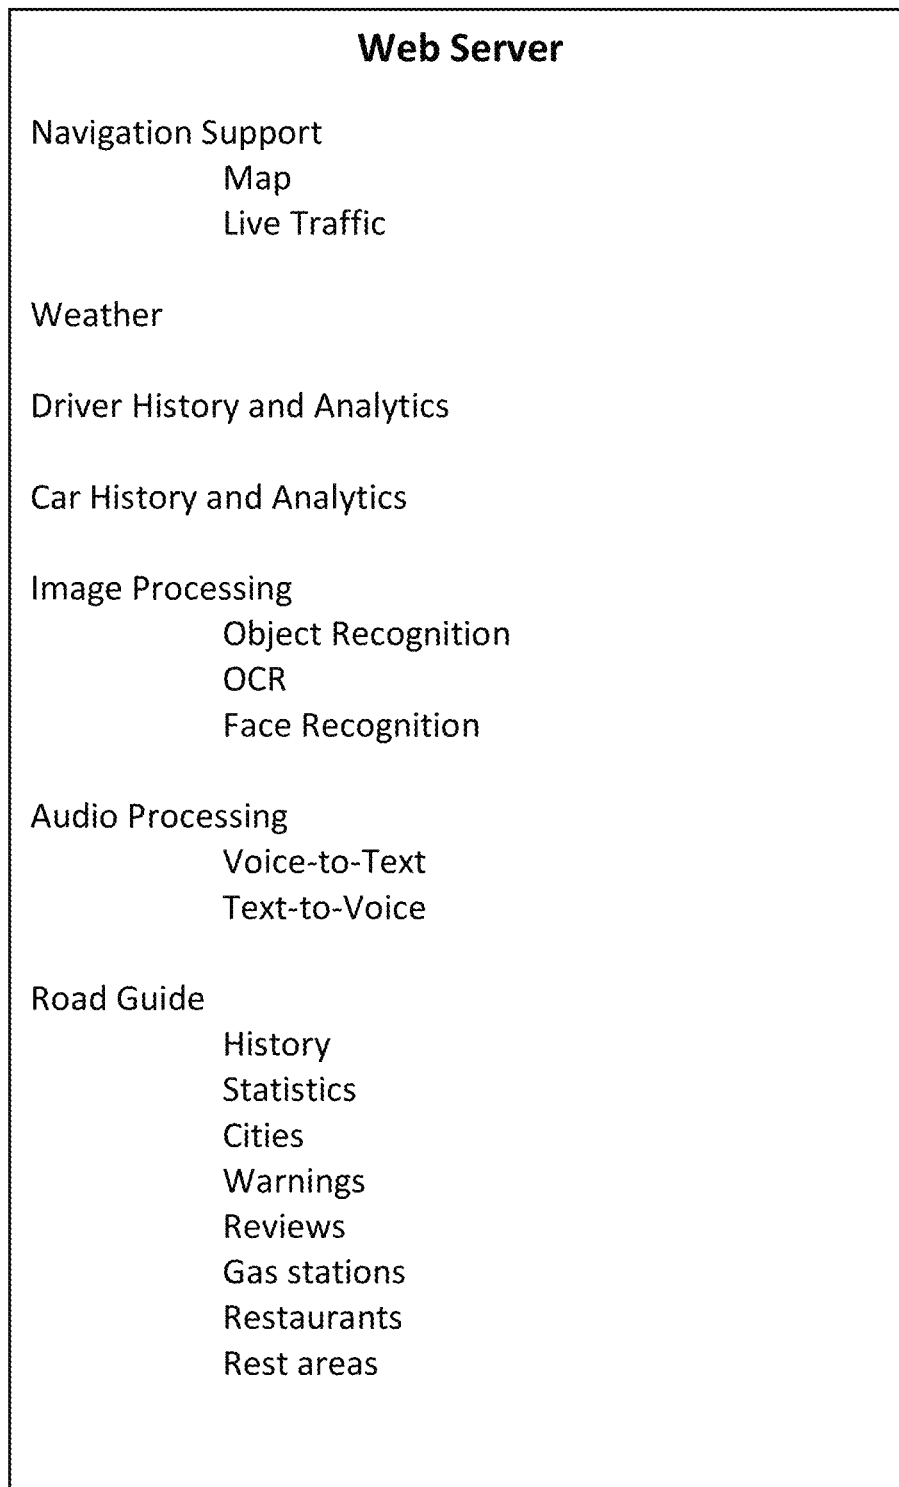 Web Server
Navigation Support
Map
Live Traffic
Weather
Driver History and Analytics
Car History and Analytics
Image Processing
Object Recognition
OCR
Face Recognition
Audio Processing
Voice-to-Text
Text-to-Voice
Road Guide
History
Statistics
Cities
Warnings
Reviews
Gas stations
Restaurants
Rest areas